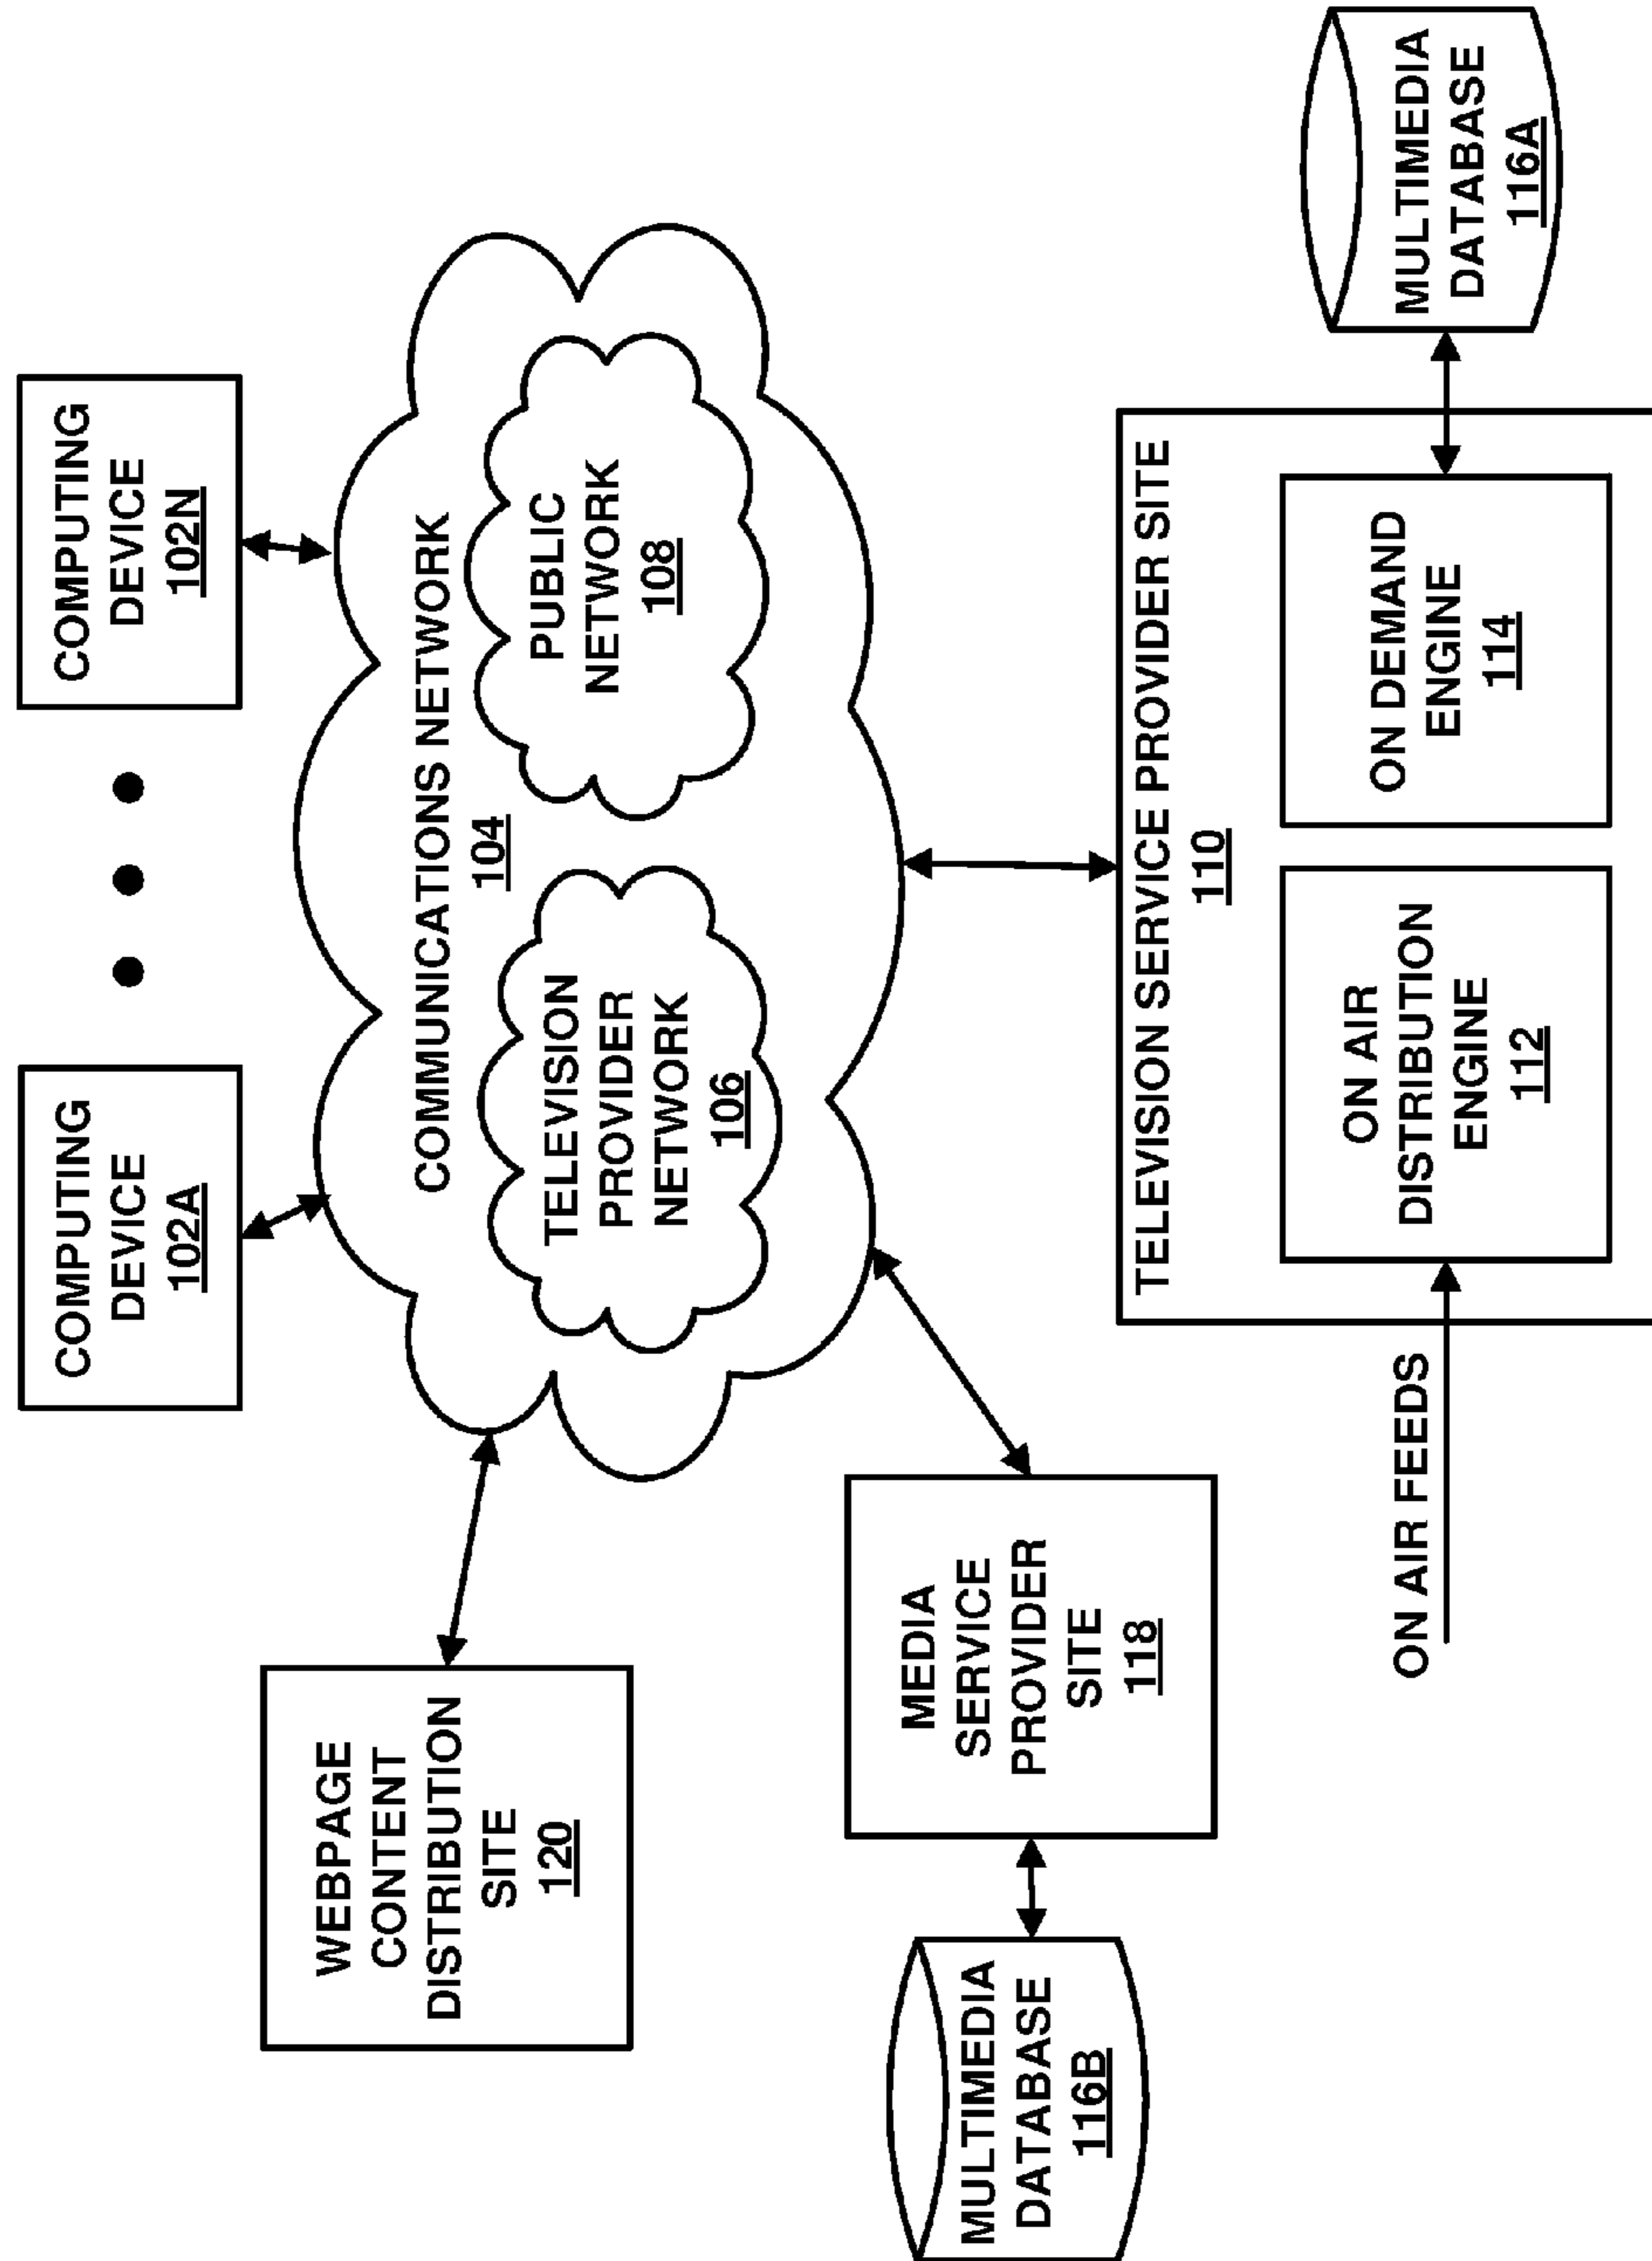 COMPUTING
DEVICE
102A
COMPUTING
DEVICE
102N
WEBPAGE
CONTENT
DISTRIBUTION
SITE
120
COMMUNICATIONS NETWORK
104
TELEVISION
PROVIDER
NETWORK
106
PUBLIC
NETWORK
108
MULTIMEDIA
DATABASE
116B
MEDIA
SERVICE
PROVIDER
SITE
118
TELEVISION SERVICE PROVIDER SITE
110
ON AIR FEEDS
ON AIR
DISTRIBUTION
ENGINE
112
ON DEMAND
ENGINE
114
MULTIMEDIA
DATABASE
116A